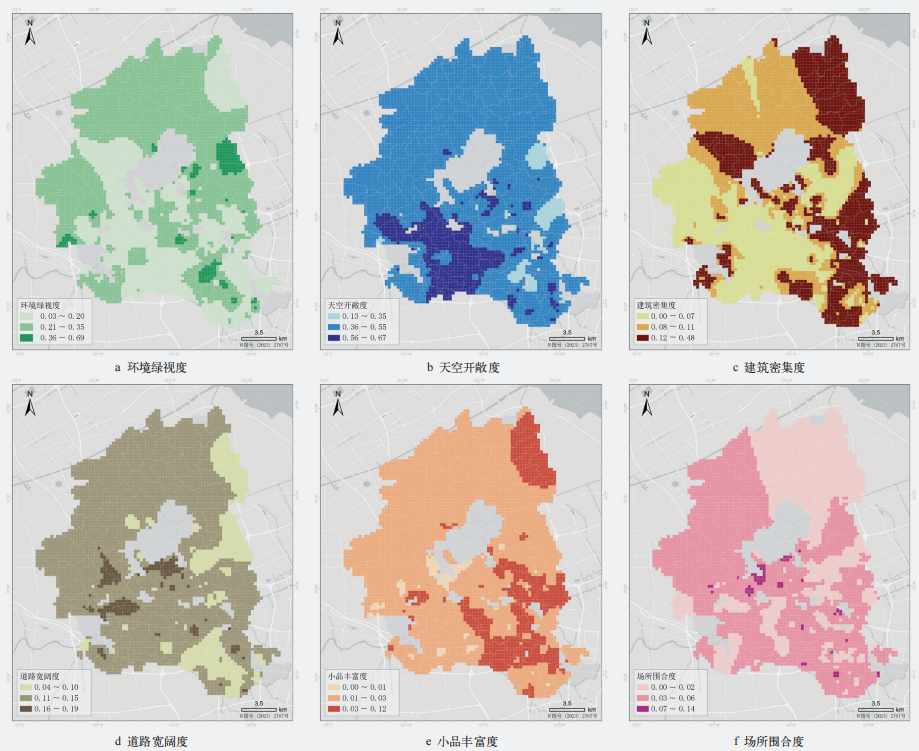 N
N
N
环境绿视度
0.03 ~ 0.20
0.21 ~ 0.35
0.36 ~ 0.69
3.5
km
天空开敞度
0.13 ~ 0.35
0.36 ~ 0.55
0.56 ~ 0.67
3.5
km
建筑密集度
0.00 ~ 0.07
0.08 ~ 0.11
0.12 ~ 0.48
3.5
km
a 环境绿视度
b 天空开敞度
c 建筑密集度
N
N
N
道路宽阔度
0.04 ~ 0.10
0.11 ~ 0.15
0.16 ~ 0.19
3.5
km
小品丰富度
0.00 ~ 0.01
0.01 ~ 0.03
0.03 ~ 0.12
3.5
km
场所围合度
0.00 ~ 0.02
0.03 ~ 0.06
0.07 ~ 0.14
3.5
km
d 道路宽阔度
e 小品丰富度
f 场所围合度